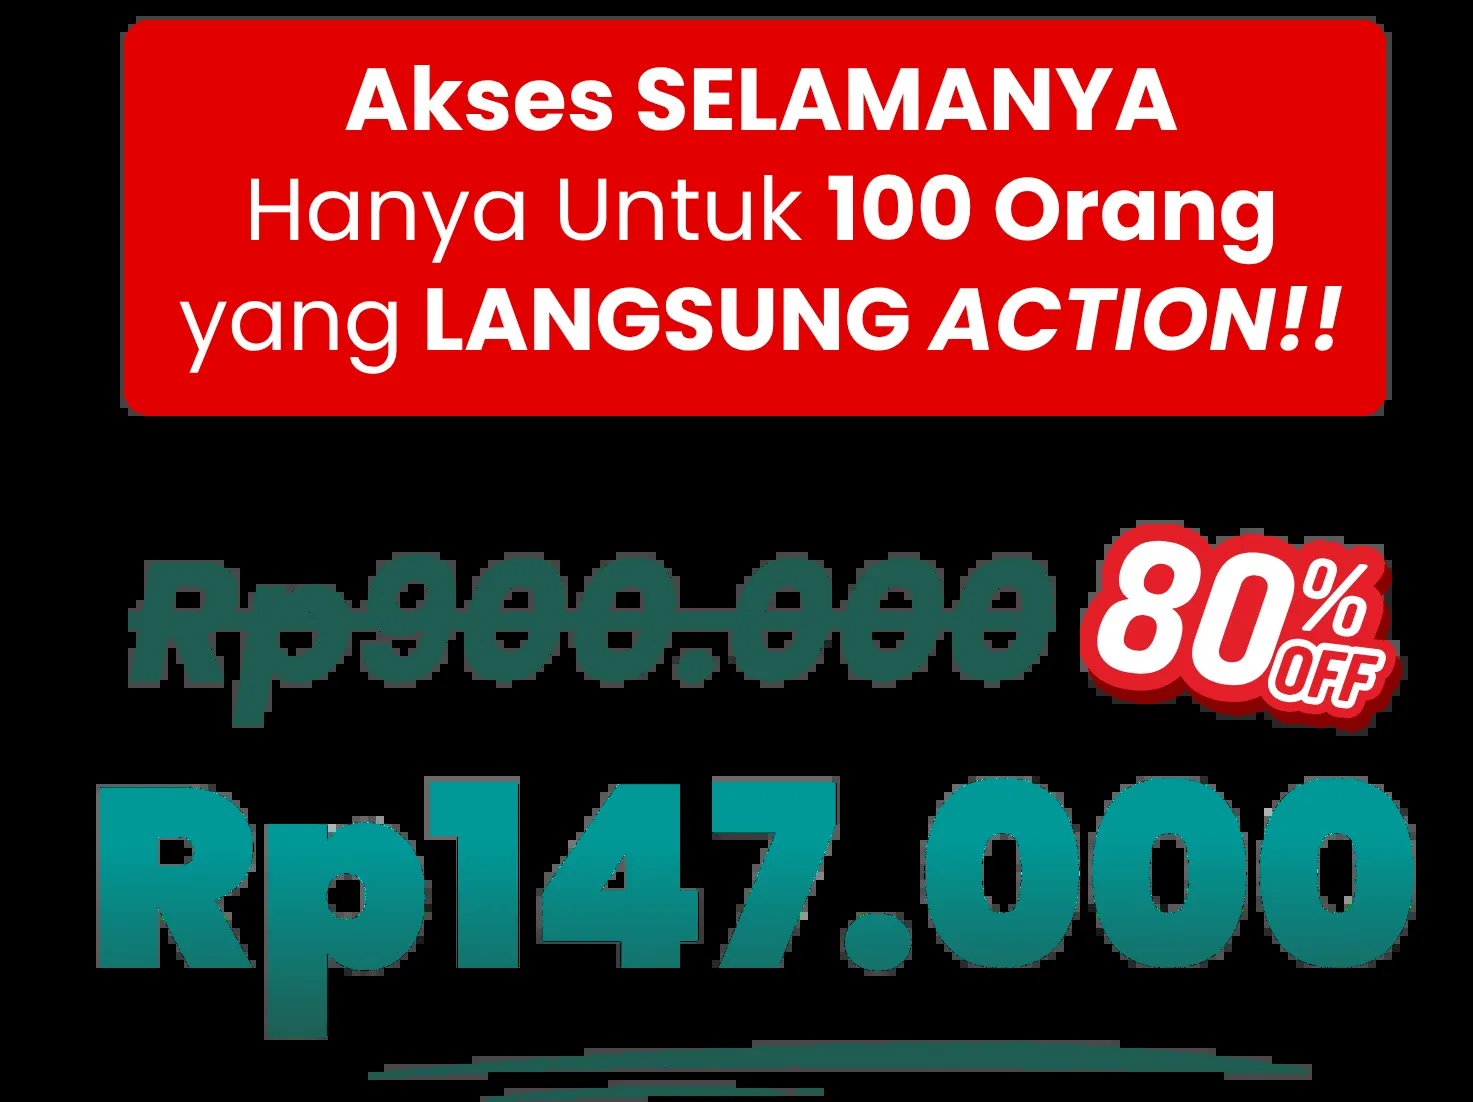 Akses SELAMANYA
Hanya Untuk 100 Orang
yang LANGSUNG ACTION!!
Rp900.000
80% OFF
Rp147.000